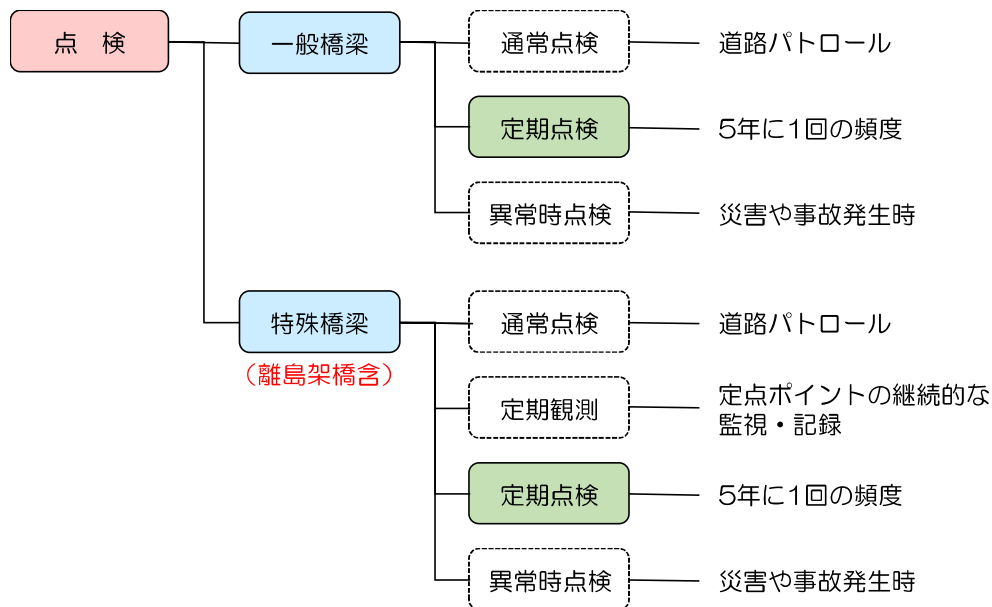 点　検
一般橋梁
通常点検
道路パトロール
定期点検
5年に1回の頻度
異常時点検
災害や事故発生時
特殊橋梁
（離島架橋含）
通常点検
道路パトロール
定期観測
定点ポイントの継続的な
監視・記録
定期点検
5年に1回の頻度
異常時点検
災害や事故発生時